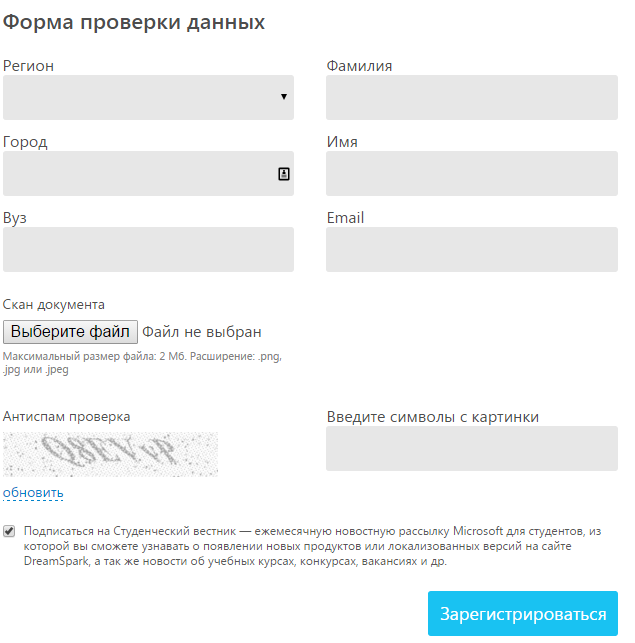 Форма проверки данных
Регион
Фамилия
Город
Имя
Вуз
Email
Скан документа
Выберите файл Файл не выбран
Максимальный размер файла: 2 Мб. Расширение: .png,
.jpg или .jpeg
Антиспам проверка
Введите символы с картинки
обновить
Подписаться на Студенческий вестник — ежемесячную новостную рассылку Microsoft для студентов, из
которой вы сможете узнавать о появлении новых продуктов или локализованных версий на сайте
DreamSpark, а так же новости об учебных курсах, конкурсах, вакансиях и др.
Зарегистрироваться